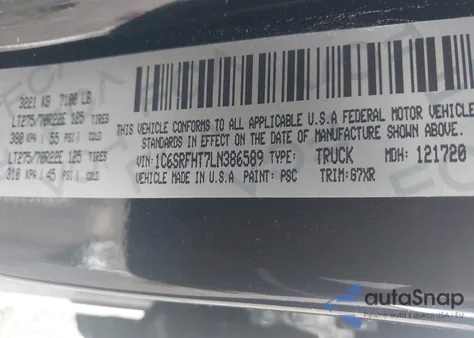 3221 KG 7100 LB
LT275/70R22E 125 TIRES
380 KPA / 55 PSI / COLD
LT275/70R22E 125 TIRES
310 KPA / 45 PSI / COLD
THIS VEHICLE CONFORMS TO ALL APPLICABLE U.S.A FEDERAL MOTOR VEHICLE
SAFETY STANDARDS IN EFFECT ON THE DATE OF MANUFACTURE SHOWN ABOVE.
VIN: 1C6SRFHT7LN386589 TYPE: TRUCK MDH: 121720
VEHICLE MADE IN U.S.A PAINT: PSC TRIM: G7XR
autoSnap